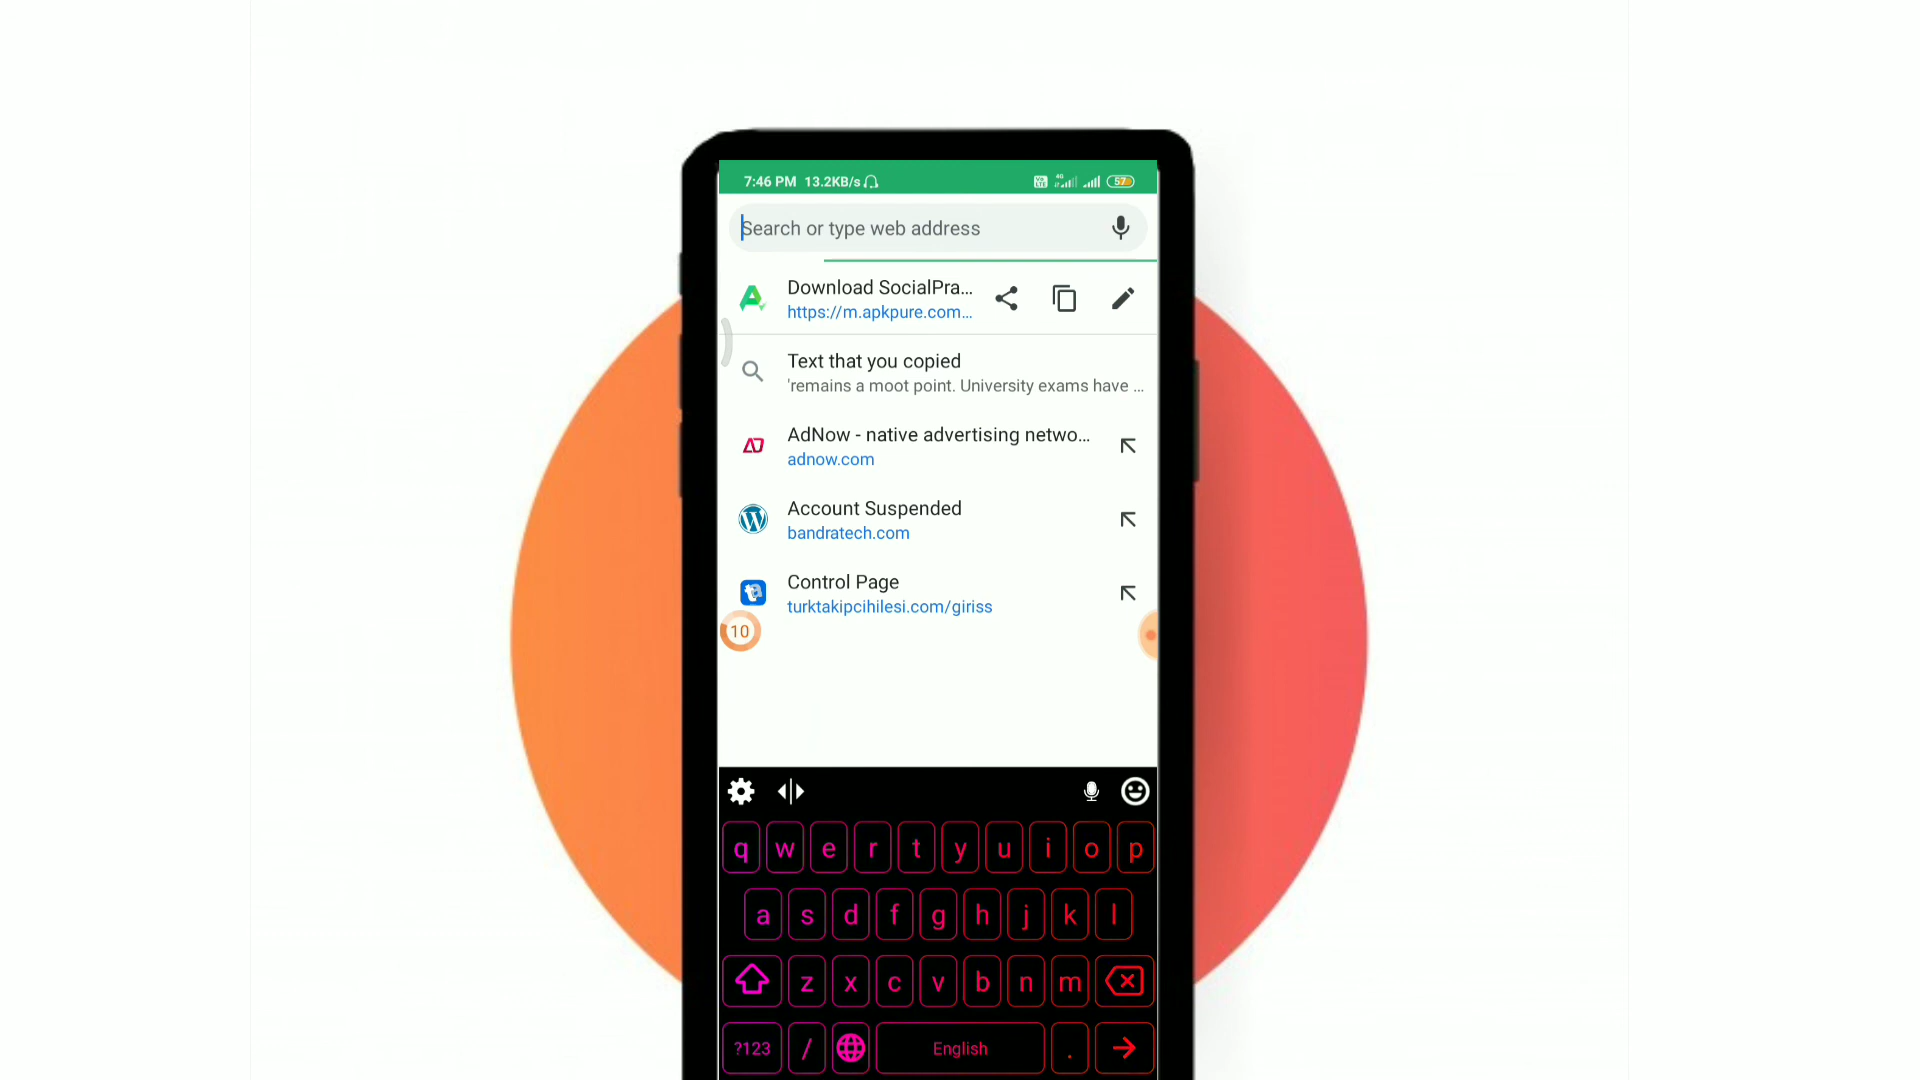 7:46 PM 13.2KB/s 4G 57
Search or type web address
Download SocialPra...
https://m.apkpure.com...
Text that you copied
'remains a moot point. University exams have ...
AdNow - native advertising netwo...
adnow.com
Account Suspended
bandratech.com
Control Page
turktakipcihilesi.com/giriss
10
q w e r t y u i o p
a s d f g h j k l
z x c v b n m
?123 / English .